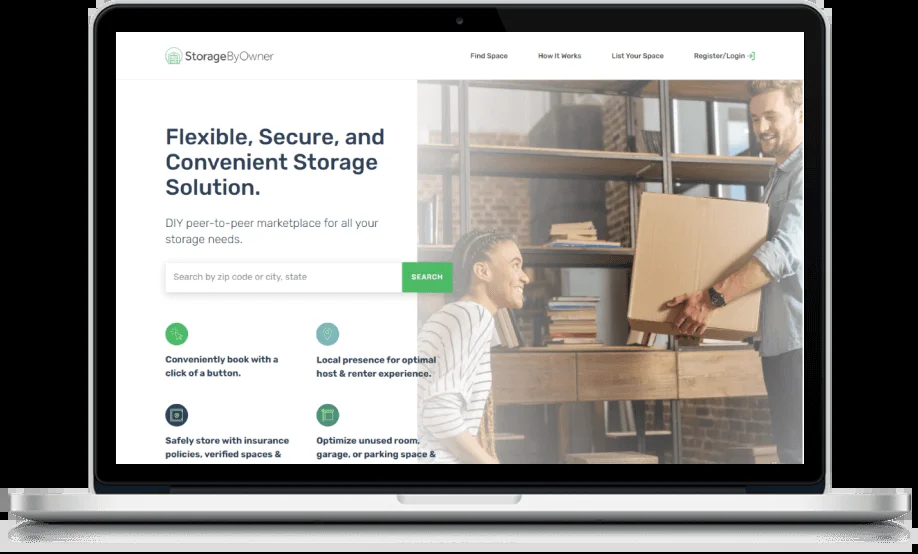 StorageByOwner
Find Space
How It Works
List Your Space
Register/Login
Flexible, Secure, and
Convenient Storage
Solution.
DIY peer-to-peer marketplace for all your
storage needs.
Search by zip code or city, state
SEARCH
Conveniently book with a
click of a button.
Local presence for optimal
host & renter experience.
Safely store with insurance
policies, verified spaces &
Optimize unused room,
garage, or parking space &